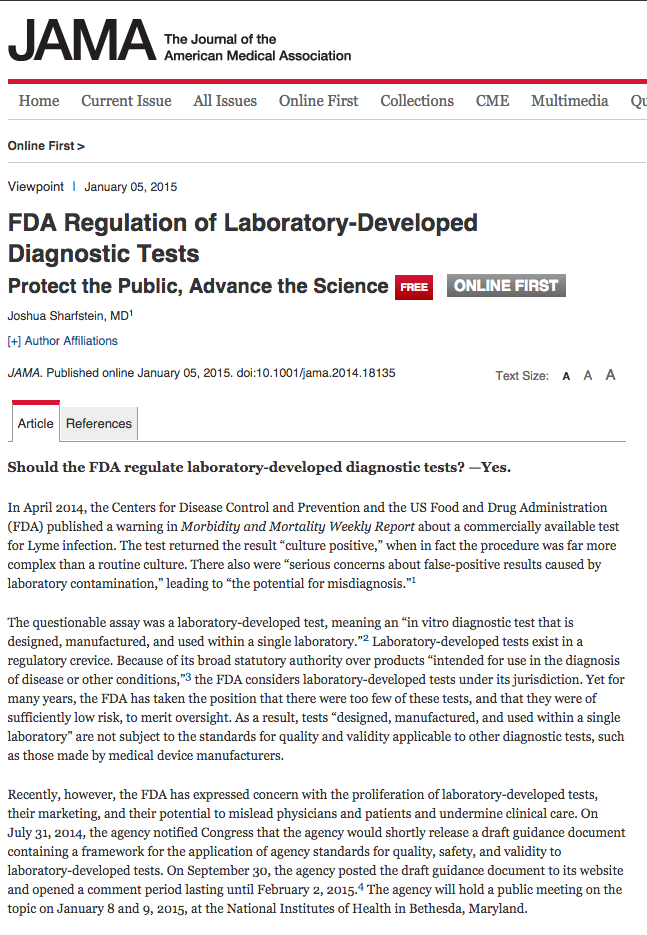 JAMA The Journal of the
American Medical Association
Home Current Issue All Issues Online First Collections CME Multimedia Qu
Online First >
Viewpoint | January 05, 2015
FDA Regulation of Laboratory-Developed
Diagnostic Tests
Protect the Public, Advance the Science FREE ONLINE FIRST
Joshua Sharfstein, MD¹
[+] Author Affiliations
JAMA. Published online January 05, 2015. doi:10.1001/jama.2014.18135
Text Size: A A A
Article References
Should the FDA regulate laboratory-developed diagnostic tests? —Yes.
In April 2014, the Centers for Disease Control and Prevention and the US Food and Drug Administration
(FDA) published a warning in Morbidity and Mortality Weekly Report about a commercially available test
for Lyme infection. The test returned the result “culture positive,” when in fact the procedure was far more
complex than a routine culture. There also were “serious concerns about false-positive results caused by
laboratory contamination,” leading to “the potential for misdiagnosis.”¹
The questionable assay was a laboratory-developed test, meaning an “in vitro diagnostic test that is
designed, manufactured, and used within a single laboratory.”² Laboratory-developed tests exist in a
regulatory crevice. Because of its broad statutory authority over products “intended for use in the diagnosis
of disease or other conditions,”³ the FDA considers laboratory-developed tests under its jurisdiction. Yet for
many years, the FDA has taken the position that there were too few of these tests, and that they were of
sufficiently low risk, to merit oversight. As a result, tests “designed, manufactured, and used within a single
laboratory” are not subject to the standards for quality and validity applicable to other diagnostic tests, such
as those made by medical device manufacturers.
Recently, however, the FDA has expressed concern with the proliferation of laboratory-developed tests,
their marketing, and their potential to mislead physicians and patients and undermine clinical care. On
July 31, 2014, the agency notified Congress that the agency would shortly release a draft guidance document
containing a framework for the application of agency standards for quality, safety, and validity to
laboratory-developed tests. On September 30, the agency posted the draft guidance document to its website
and opened a comment period lasting until February 2, 2015.⁴ The agency will hold a public meeting on the
topic on January 8 and 9, 2015, at the National Institutes of Health in Bethesda, Maryland.